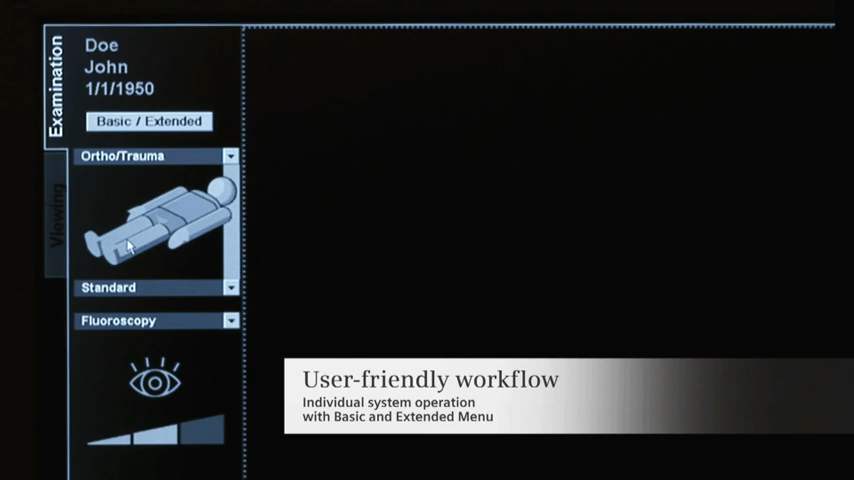 Examination
Doe
John
1/1/1950
Basic / Extended
Ortho/Trauma
Viewing
Standard
Fluoroscopy
User-friendly workflow
Individual system operation
with Basic and Extended Menu